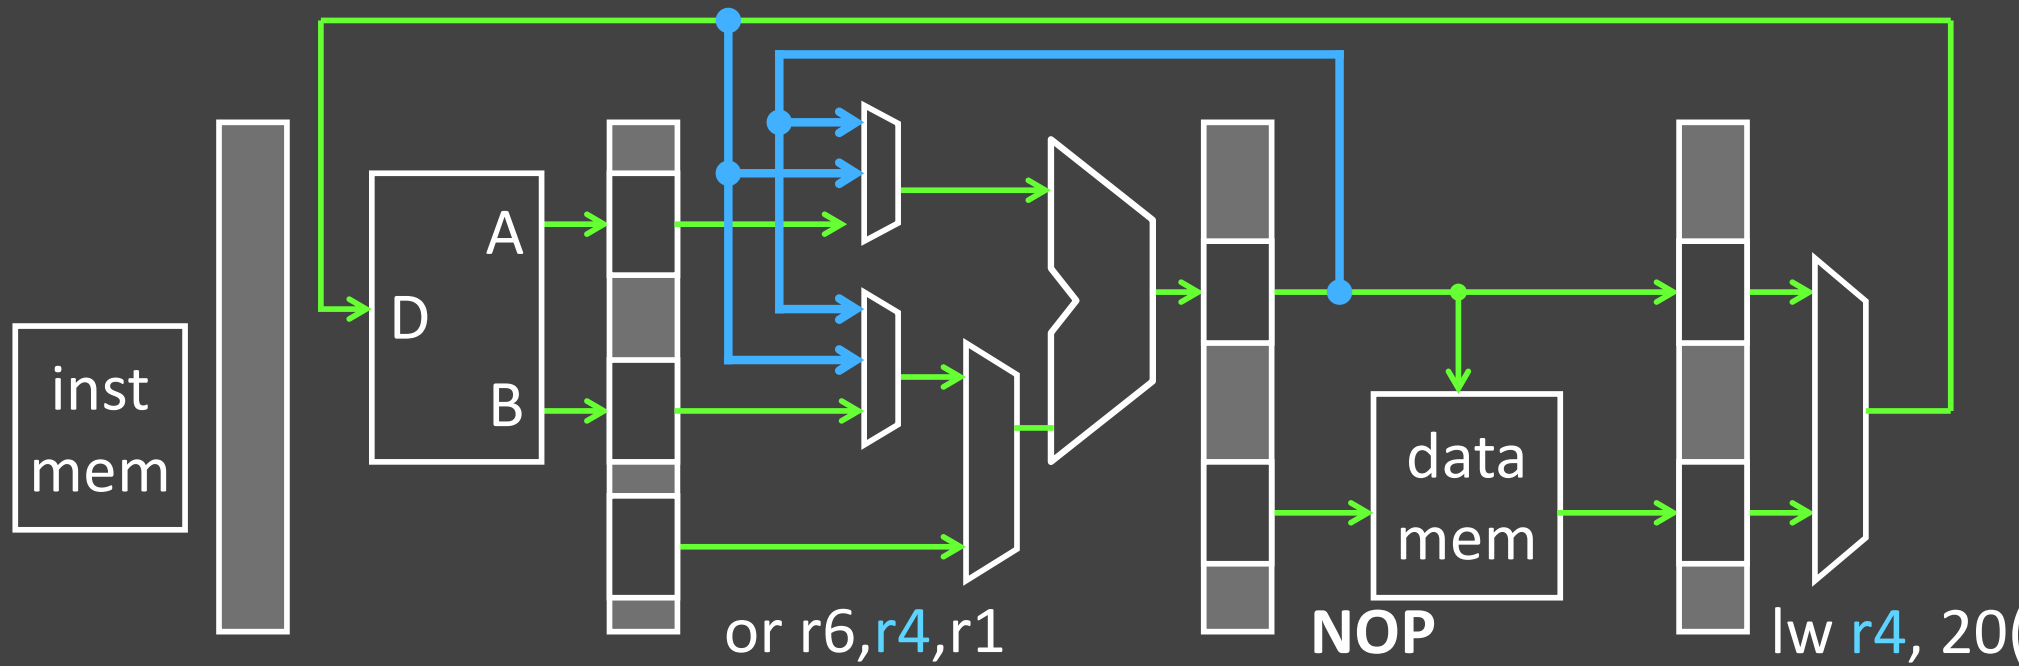 A
D
B
inst
mem
data
mem
or r6,r4,r1
NOP
lw r4, 20(